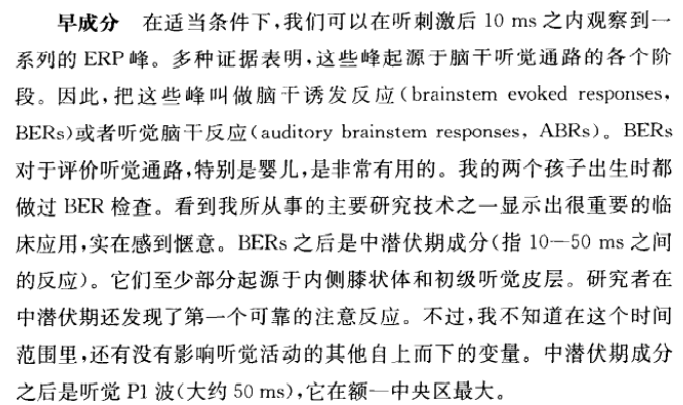 早成分　在适当条件下,我们可以在听刺激后 10 ms 之内观察到一
系列的 ERP 峰。多种证据表明,这些峰起源于脑干听觉通路的各个阶
段。因此,把这些峰叫做脑干诱发反应(brainstem evoked responses,
BERs)或者听觉脑干反应(auditory brainstem responses, ABRs)。BERs
对于评价听觉通路,特别是婴儿,是非常有用的。我的两个孩子出生时都
做过 BER 检查。看到我所从事的主要研究技术之一显示出很重要的临
床应用,实在感到惬意。BERs 之后是中潜伏期成分(指 10—50 ms 之间
的反应)。它们至少部分起源于内侧膝状体和初级听觉皮层。研究者在
中潜伏期还发现了第一个可靠的注意反应。不过,我不知道在这个时间
范围里,还有没有影响听觉活动的其他自上而下的变量。中潜伏期成分
之后是听觉 P1 波(大约 50 ms),它在额—中央区最大。